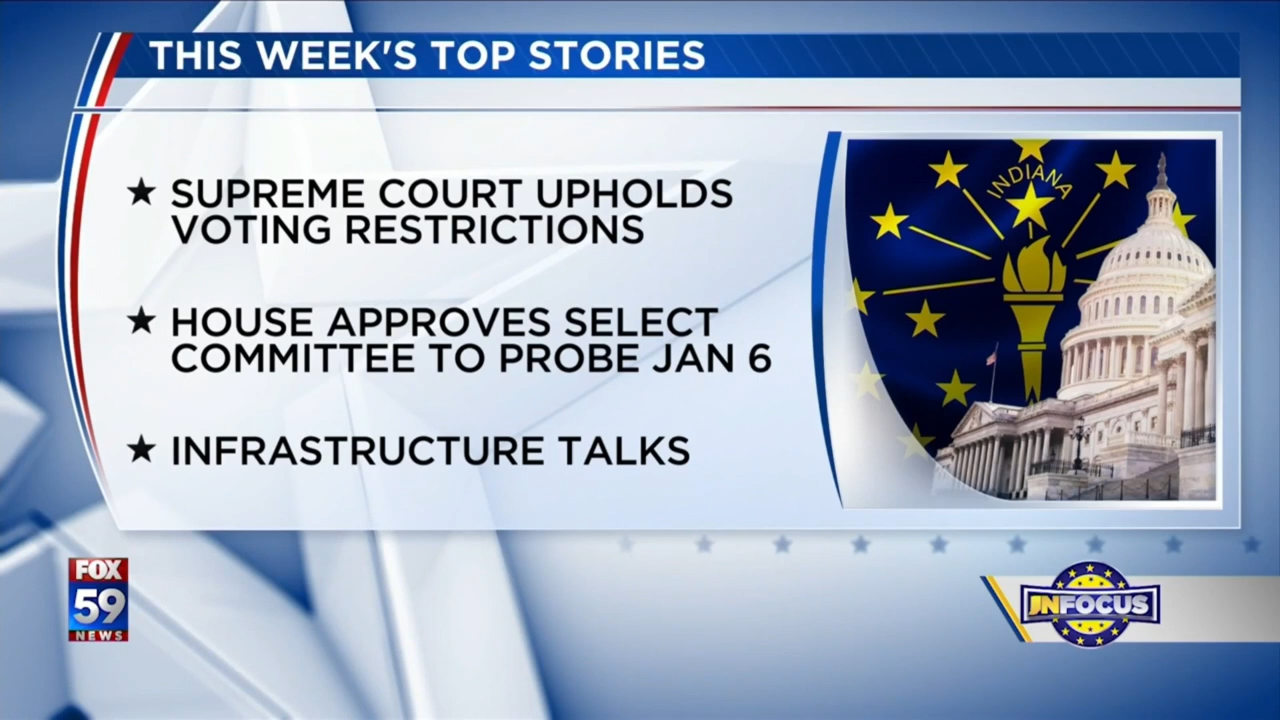 THIS WEEK'S TOP STORIES
★ SUPREME COURT UPHOLDS
VOTING RESTRICTIONS
★ HOUSE APPROVES SELECT
COMMITTEE TO PROBE JAN 6
★ INFRASTRUCTURE TALKS
INDIANA
FOX
59
NEWS
INFOCUS